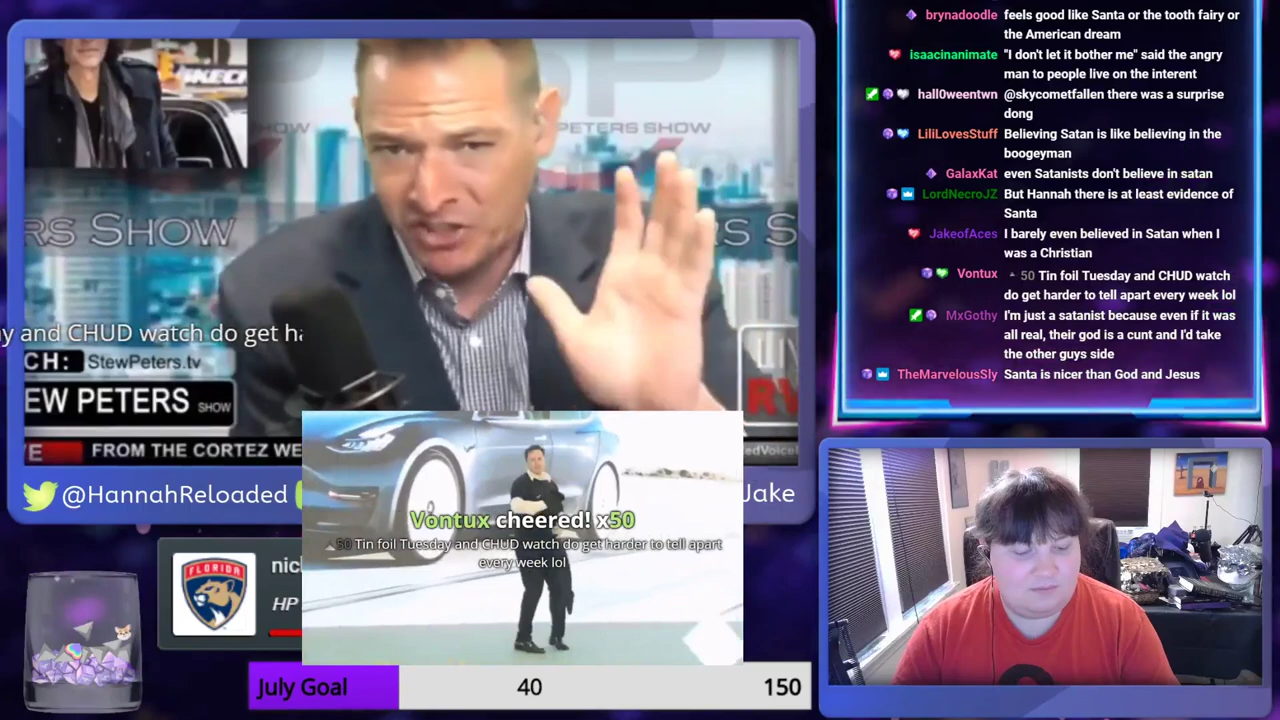 SKECH
SP
HOW
PETERS SHOW
RS SHOW
S S
y and CHUD watch do get ha
CH: StewPeters.tv
EW PETERS SHOW
LIN
RV
E FROM THE CORTEZ WE
edVoiceM
@HannahReloaded
Jake
nic
HP
FLORIDA
Vontux cheered! x50
50 Tin foil Tuesday and CHUD watch do get harder to tell apart
every week lol
July Goal 40 150
brynadoodle feels good like Santa or the tooth fairy or
the American dream
isaacinanimate "I don't let it bother me" said the angry
man to people live on the interent
hall0weentwn @skycometfallen there was a surprise
dong
LiliLovesStuff Believing Satan is like believing in the
boogeyman
GalaxKat even Satanists don't believe in satan
LordNecroJZ But Hannah there is at least evidence of
Santa
JakeofAces I barely even believed in Satan when I
was a Christian
Vontux 50 Tin foil Tuesday and CHUD watch
do get harder to tell apart every week lol
MxGothy I'm just a satanist because even if it was
all real, their god is a cunt and I'd take
the other guys side
TheMarvelousSly Santa is nicer than God and Jesus